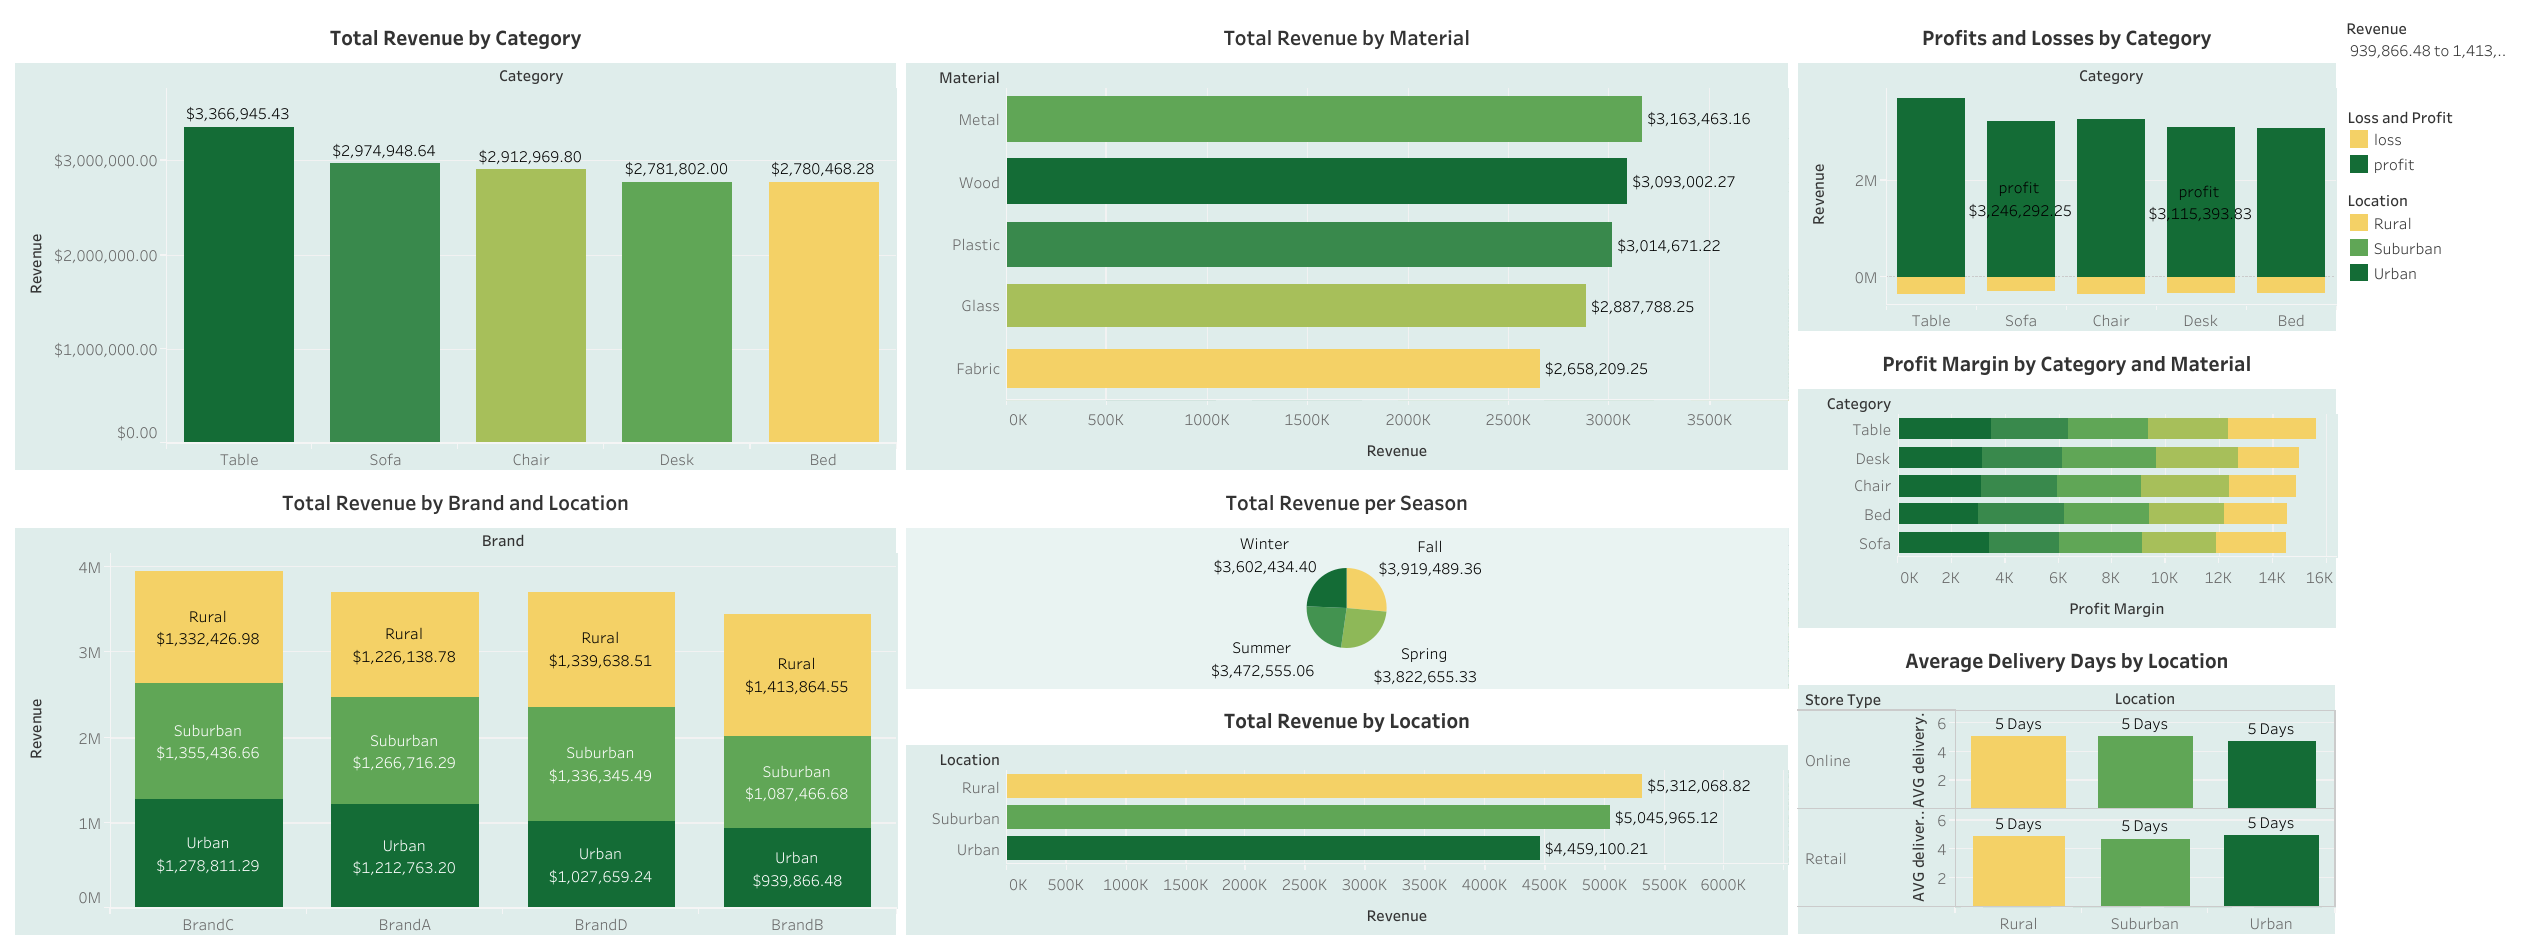 Total Revenue by Category
Category
$3,366,945.43
$2,974,948.64
$2,912,969.80
$2,781,802.00
$2,780,468.28
$3,000,000.00
$2,000,000.00
$1,000,000.00
$0.00
Revenue
Table
Sofa
Chair
Desk
Bed
Total Revenue by Material
Material
Metal
$3,163,463.16
Wood
$3,093,002.27
Plastic
$3,014,671.22
Glass
$2,887,788.25
Fabric
$2,658,209.25
0K
500K
1000K
1500K
2000K
2500K
3000K
3500K
Revenue
Profits and Losses by Category
Category
Revenue
2M
0M
profit
$3,246,292.25
profit
$3,115,393.83
Table
Sofa
Chair
Desk
Bed
Revenue
939,866.48 to 1,413,..
Loss and Profit
loss
profit
Location
Rural
Suburban
Urban
Profit Margin by Category and Material
Category
Table
Desk
Chair
Bed
Sofa
0K
2K
4K
6K
8K
10K
12K
14K
16K
Profit Margin
Total Revenue by Brand and Location
Brand
Revenue
4M
3M
2M
1M
0M
Rural
$1,332,426.98
Suburban
$1,355,436.66
Urban
$1,278,811.29
BrandC
Rural
$1,226,138.78
Suburban
$1,266,716.29
Urban
$1,212,763.20
BrandA
Rural
$1,339,638.51
Suburban
$1,336,345.49
Urban
$1,027,659.24
BrandD
Rural
$1,413,864.55
Suburban
$1,087,466.68
Urban
$939,866.48
BrandB
Total Revenue per Season
Winter
$3,602,434.40
Fall
$3,919,489.36
Summer
$3,472,555.06
Spring
$3,822,655.33
Total Revenue by Location
Location
Rural
$5,312,068.82
Suburban
$5,045,965.12
Urban
$4,459,100.21
0K
500K
1000K
1500K
2000K
2500K
3000K
3500K
4000K
4500K
5000K
5500K
6000K
Revenue
Average Delivery Days by Location
Store Type
Location
Online
AVG delivery.
6
4
2
5 Days
5 Days
5 Days
Retail
AVG deliver..
6
4
2
5 Days
5 Days
5 Days
Rural
Suburban
Urban